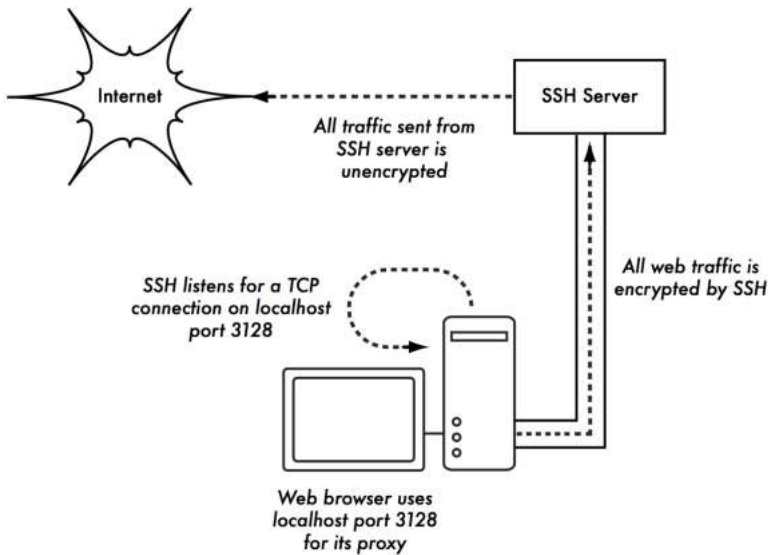 Internet
SSH Server
All traffic sent from
SSH server is
unencrypted
SSH listens for a TCP
connection on localhost
port 3128
All web traffic is
encrypted by SSH
Web browser uses
localhost port 3128
for its proxy